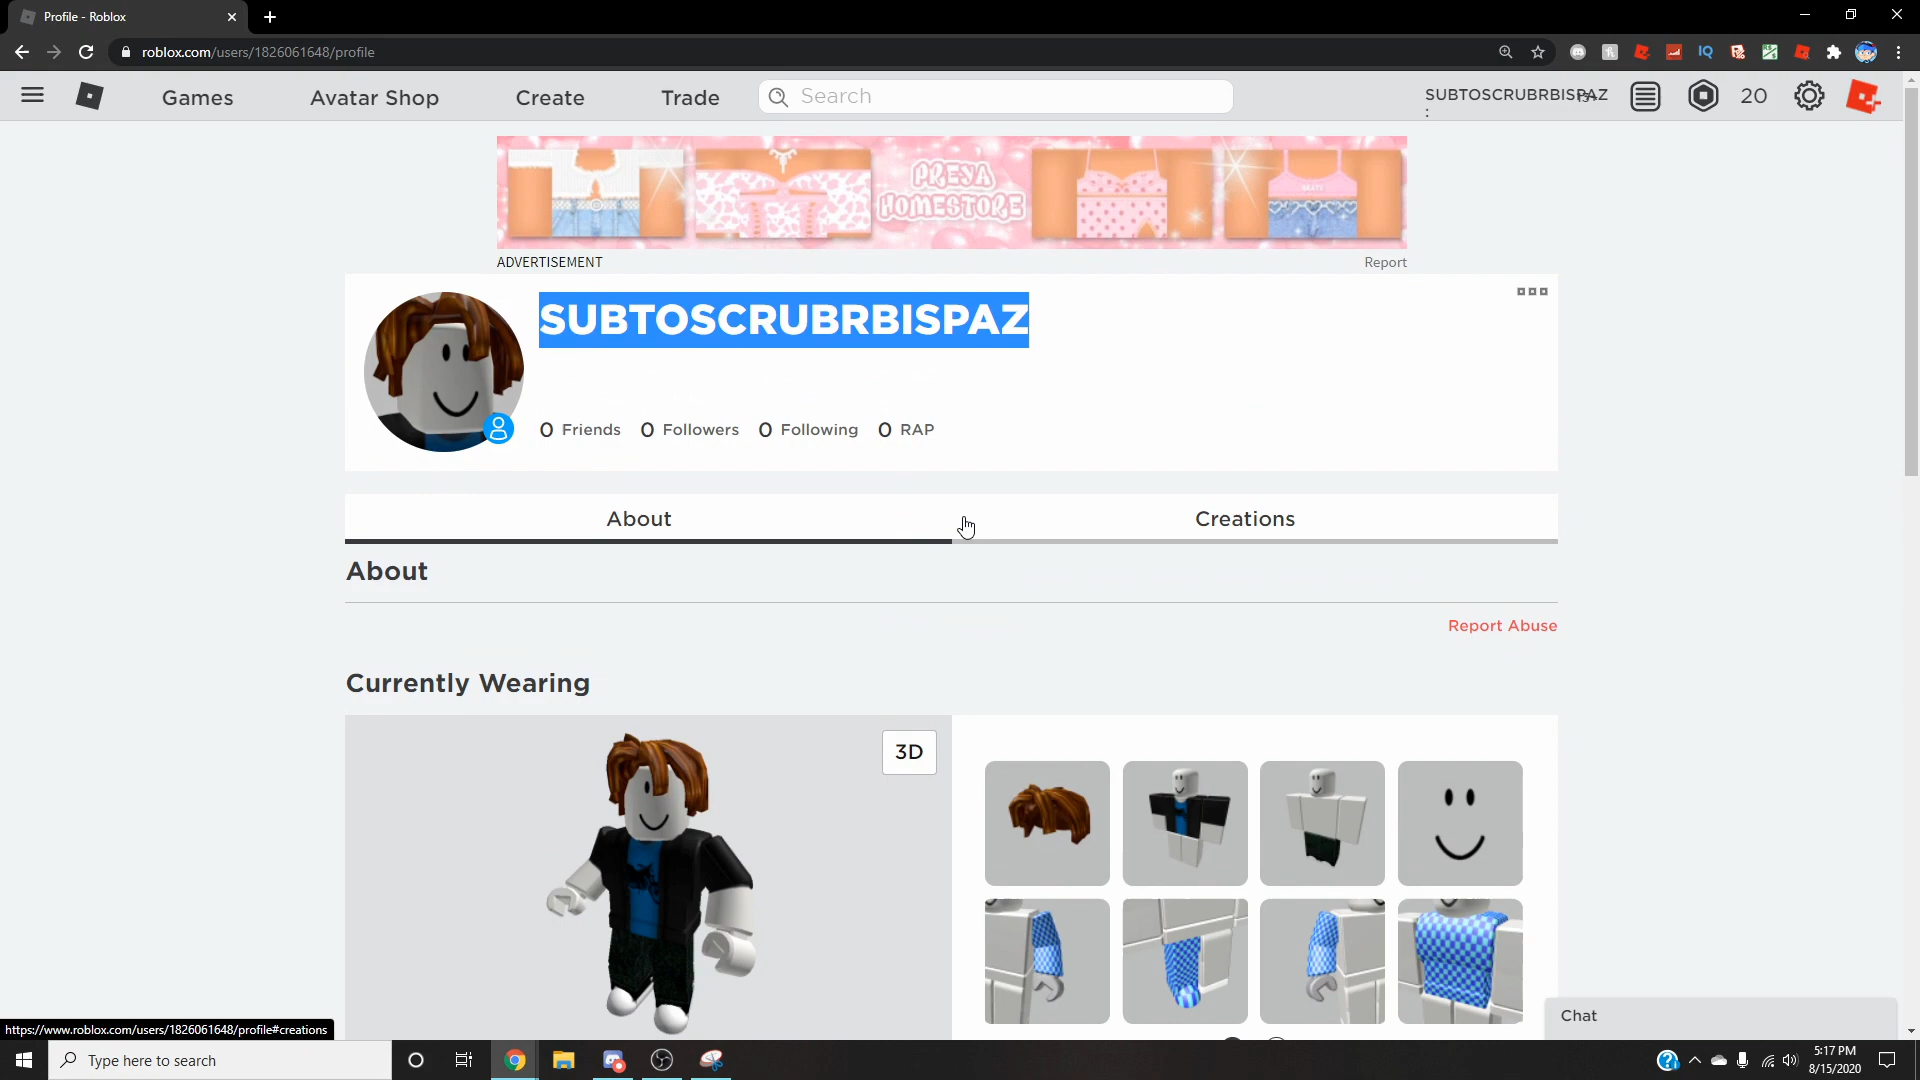 Profile - Roblox
roblox.com/users/1826061648/profile
Games Avatar Shop Create Trade Search SUBTOSCRUBRBISPAZ 20
:
PREYA
HOMESTORE
ADVERTISEMENT Report
SUBTOSCRUBRBISPAZ
0 Friends 0 Followers 0 Following 0 RAP
About Creations
About
Report Abuse
Currently Wearing
3D
Chat
https://www.roblox.com/users/1826061648/profile#creations
Type here to search
5:17 PM
8/15/2020